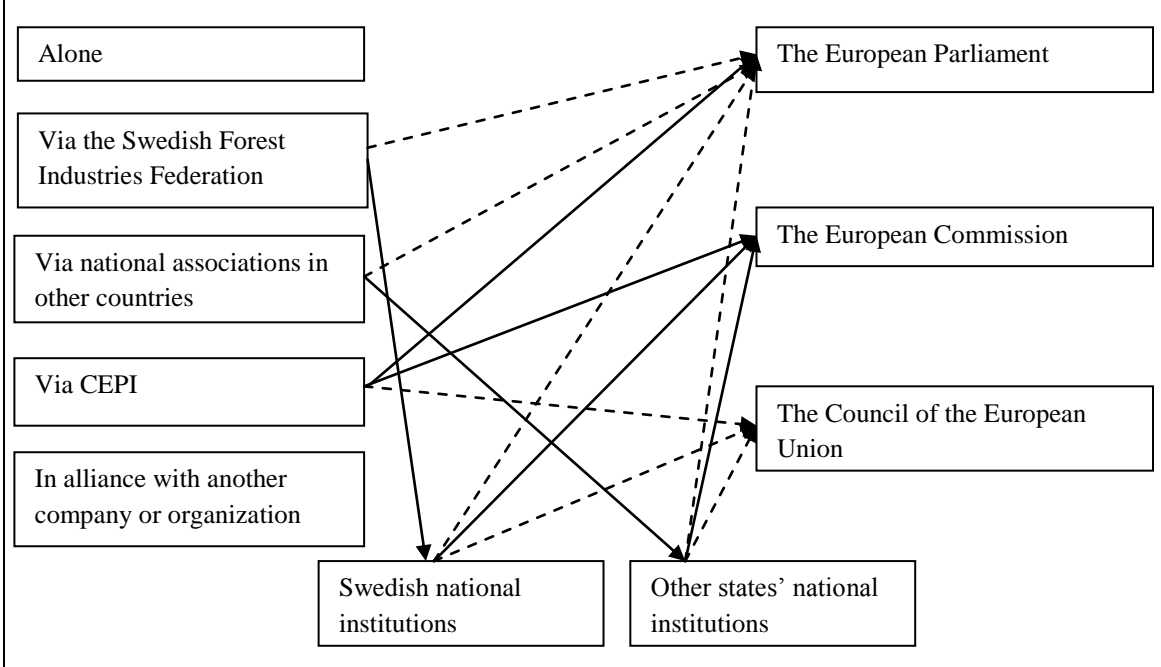 Alone
The European Parliament
Via the Swedish Forest
Industries Federation
The European Commission
Via national associations in
other countries
Via CEPI
The Council of the European
Union
In alliance with another
company or organization
Swedish national
institutions
Other states’ national
institutions